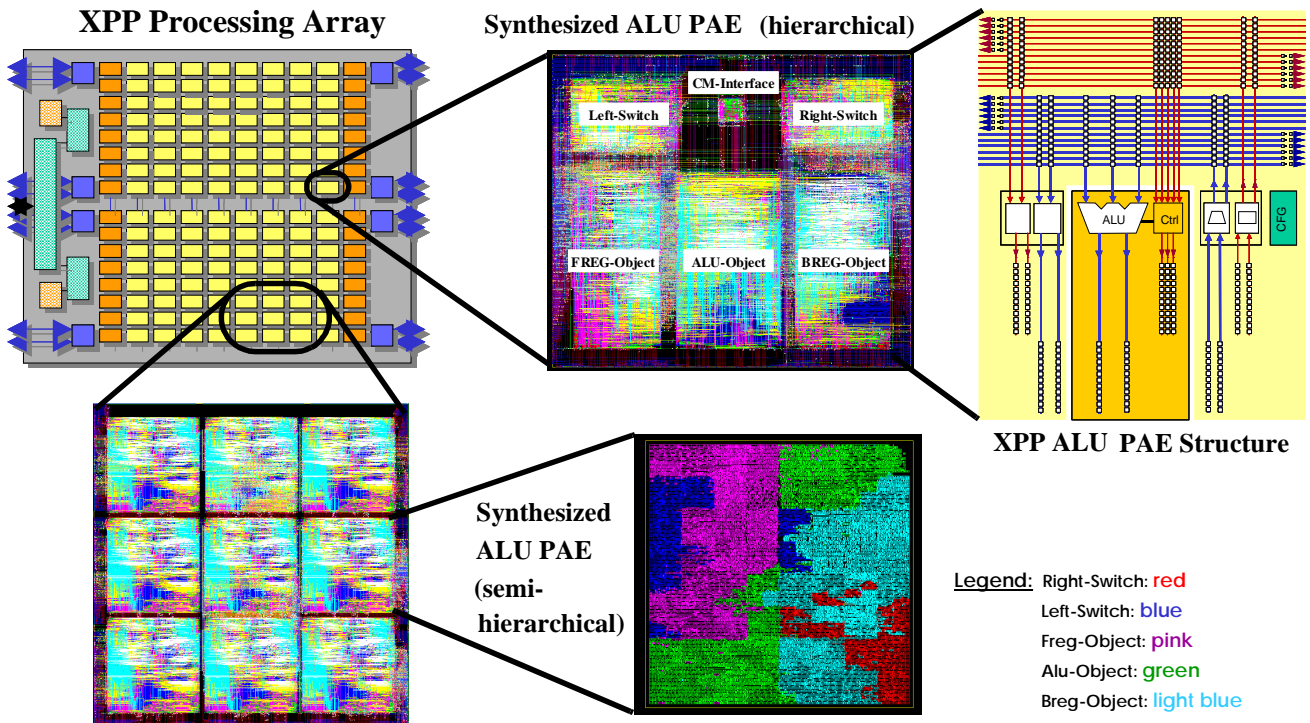 XPP Processing Array
Synthesized ALU PAE (hierarchical)
CM-Interface
Left-Switch
Right-Switch
FREG-Object
ALU-Object
BREG-Object
ALU
Ctrl
CFG
XPP ALU PAE Structure
Synthesized
ALU PAE
(semi-
hierarchical)
Legend: Right-Switch: red
Left-Switch: blue
Freg-Object: pink
Alu-Object: green
Breg-Object: light blue